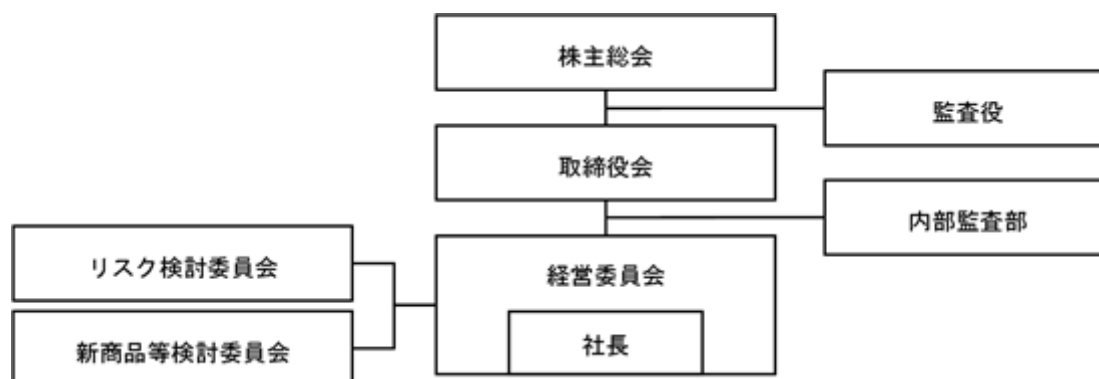 株主総会
監査役
取締役会
内部監査部
リスク検討委員会
経営委員会
新商品等検討委員会
社長